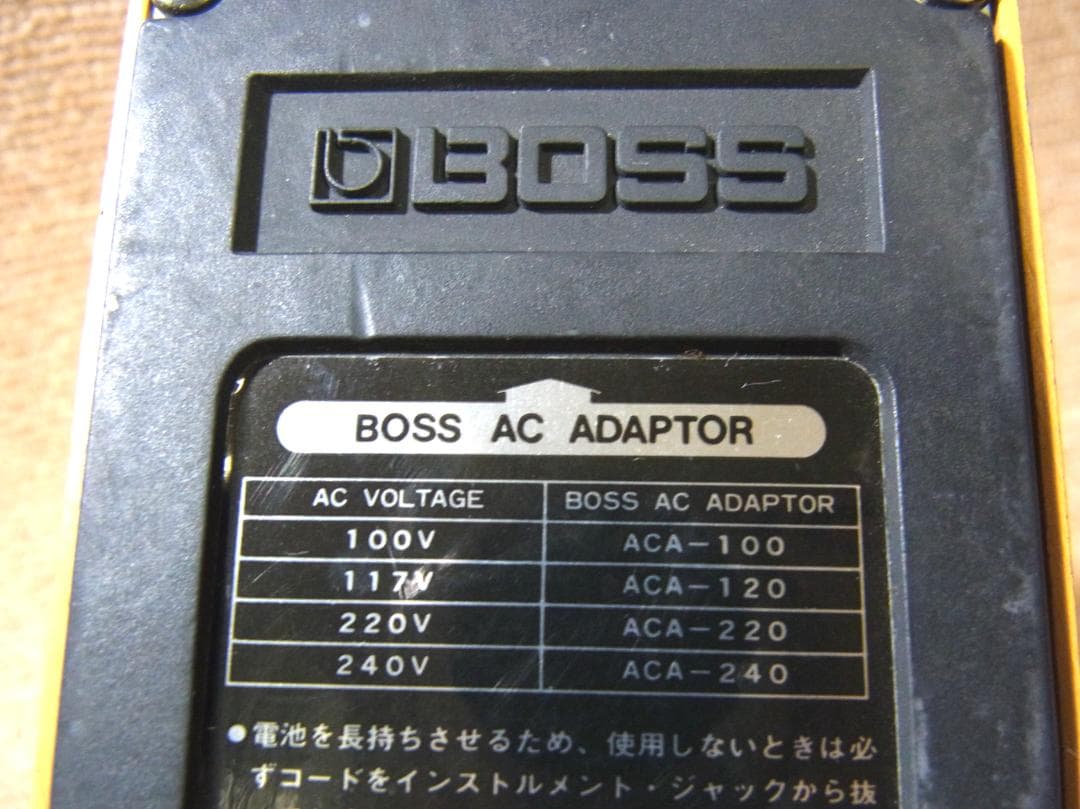 BOSS
BOSS AC ADAPTOR
AC VOLTAGE BOSS AC ADAPTOR
100V ACA-100
117V ACA-120
220V ACA-220
240V ACA-240
●電池を長持ちさせるため、使用しないときは必
ずコードをインストルメント・ジャックから抜